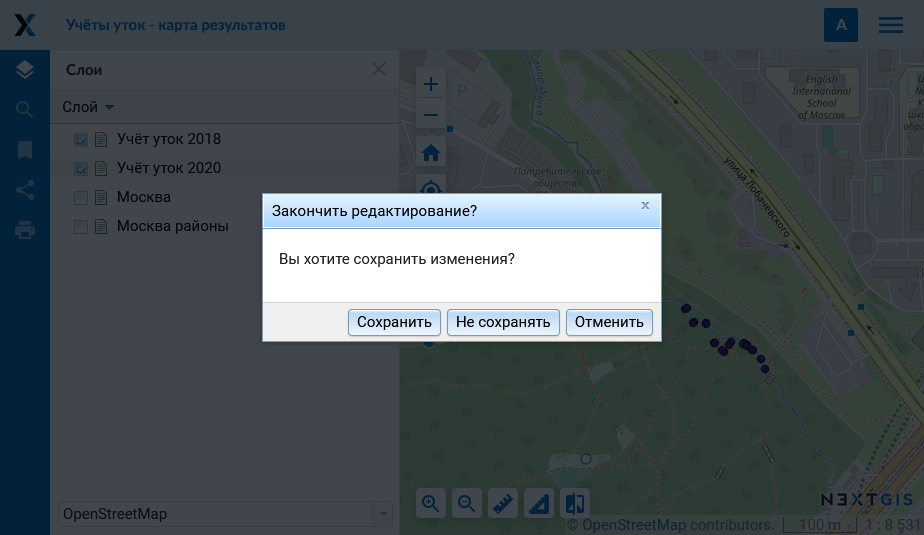 Учёты уток - карта результатов
A
Слои
Слой
Учёт уток 2018
Учёт уток 2020
Москва
Москва районы
English
International
School
of Moscow
P
Потребительское
общество
улица Лобачевского
Закончить редактирование?
x
Вы хотите сохранить изменения?
Сохранить
Не сохранять
Отменить
OpenStreetMap
NEXTGIS
© OpenStreetMap contributors.
100 m
1 : 8 531